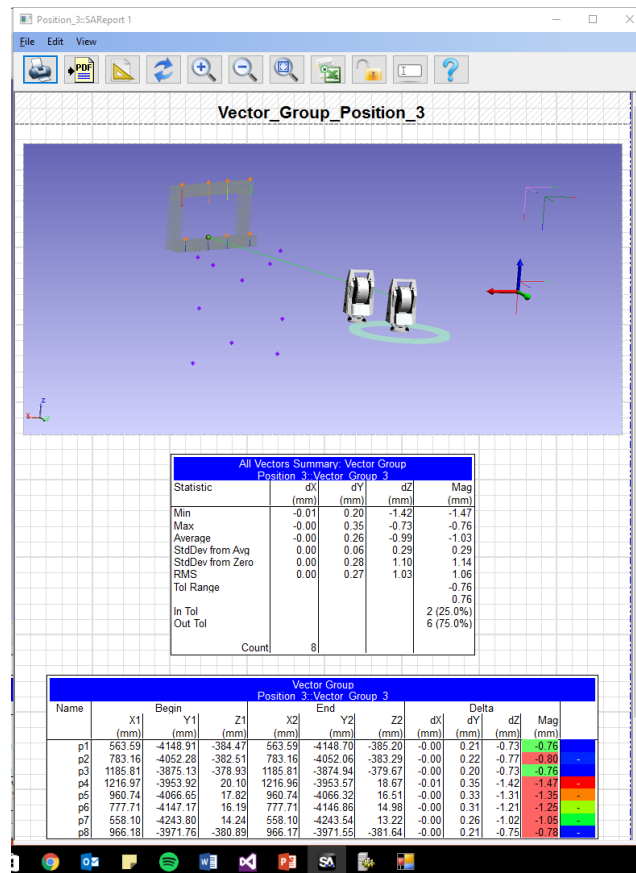 Position_3::SAReport 1
File Edit View
PDF
Vector_Group_Position_3
z
x
y
All Vectors Summary: Vector Group
Position 3::Vector Group 3
Statistic dX dY dZ Mag
(mm) (mm) (mm) (mm)
Min -0.01 0.20 -1.42 -1.47
Max -0.00 0.35 -0.73 -0.76
Average -0.00 0.26 -0.99 -1.03
StdDev from Avg 0.00 0.06 0.29 0.29
StdDev from Zero 0.00 0.28 1.10 1.14
RMS 0.00 0.27 1.03 1.06
Tol Range -0.76
0.76
In Tol 2 (25.0%)
Out Tol 6 (75.0%)
Count 8
Vector Group
Position 3::Vector Group 3
Name Begin End Delta
X1 Y1 Z1 X2 Y2 Z2 dX dY dZ Mag
(mm) (mm) (mm) (mm) (mm) (mm) (mm) (mm) (mm) (mm)
p1 563.59 -4148.91 -384.47 563.59 -4148.70 -385.20 -0.00 0.21 -0.73 -0.76
p2 783.16 -4052.28 -382.51 783.16 -4052.06 -383.29 -0.00 0.22 -0.77 -0.80 -
p3 1185.81 -3875.13 -378.93 1185.81 -3874.94 -379.67 -0.00 0.20 -0.73 -0.76
p4 1216.97 -3953.92 20.10 1216.96 -3953.57 18.67 -0.01 0.35 -1.42 -1.47 -
p5 960.74 -4066.65 17.82 960.74 -4066.32 16.51 -0.00 0.33 -1.31 -1.35 -
p6 777.71 -4147.17 16.19 777.71 -4146.86 14.98 -0.00 0.31 -1.21 -1.25 -
p7 558.10 -4243.80 14.24 558.10 -4243.54 13.22 -0.00 0.26 -1.02 -1.05 -
p8 966.18 -3971.76 -380.89 966.17 -3971.55 -381.64 -0.00 0.21 -0.75 -0.78 -
SA